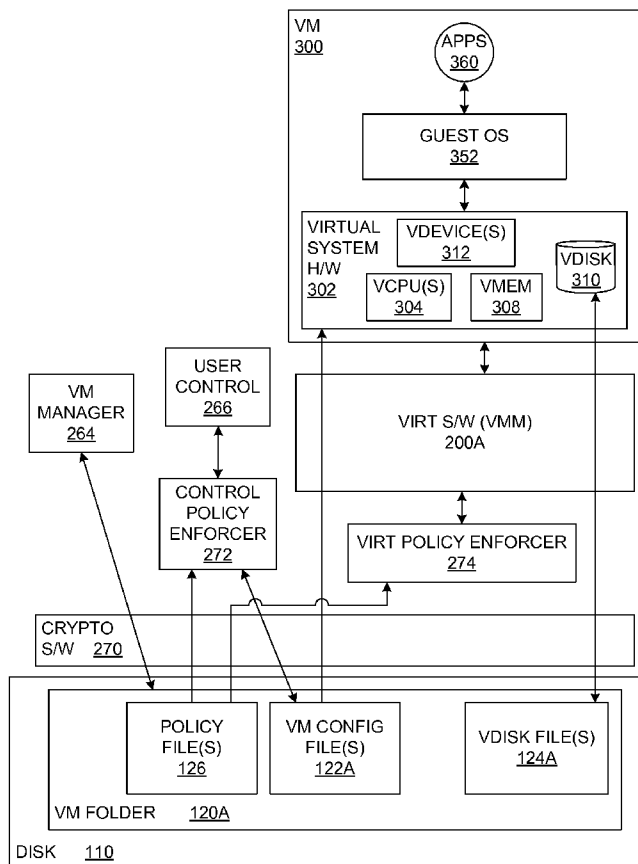 VM
300
APPS
360
GUEST OS
352
VIRTUAL
SYSTEM
H/W
302
VDEVICE(S)
312
VDISK
310
VCPU(S)
304
VMEM
308
USER
CONTROL
266
VM
MANAGER
264
VIRT S/W (VMM)
200A
CONTROL
POLICY
ENFORCER
272
VIRT POLICY ENFORCER
274
CRYPTO
S/W 270
POLICY
FILE(S)
126
VM CONFIG
FILE(S)
122A
VDISK FILE(S)
124A
VM FOLDER 120A
DISK 110